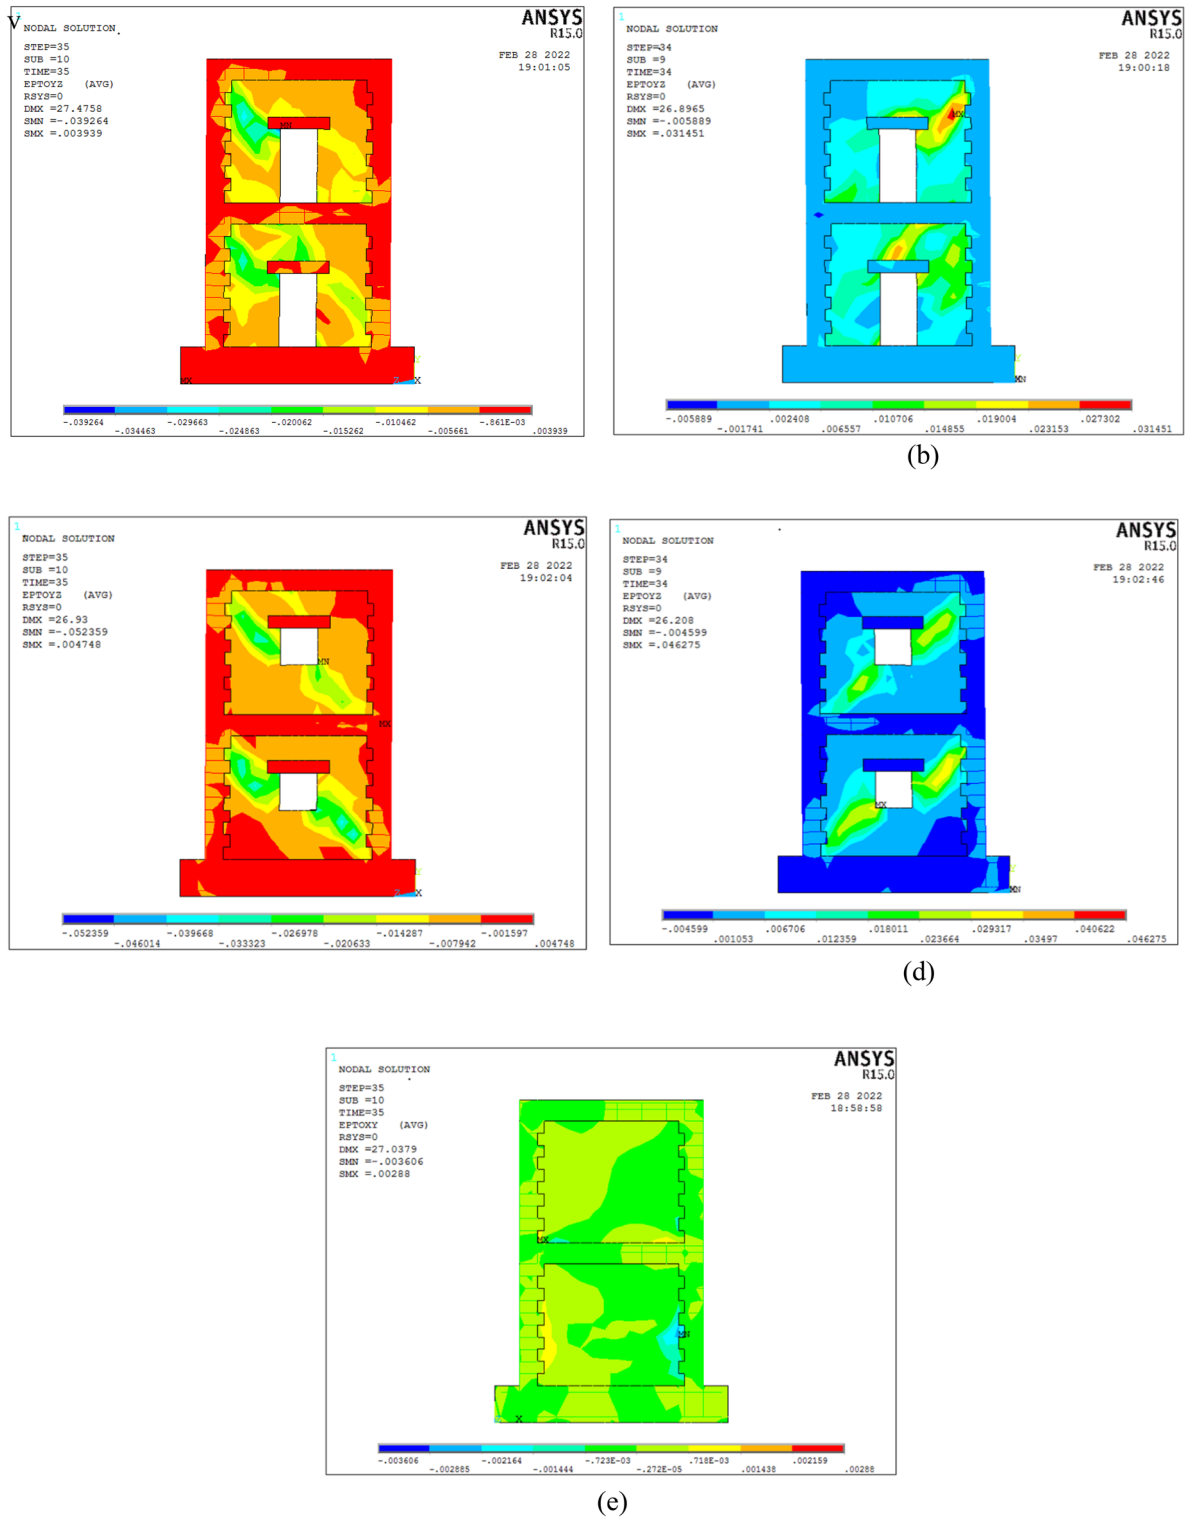 V
1
NODAL SOLUTION
STEP=35
SUB =10
TIME=35
EPTOYZ (AVG)
RSYS=0
DMX =27.4758
SMN =-.039264
SMX =.003939
ANSYS
R15.0
FEB 28 2022
19:01:05
MN
MX
Y
Z X
-.039264 -.029663 -.020062 -.010462 -.861E-03
-.034463 -.024863 -.015262 -.005661 .003939
1
NODAL SOLUTION
STEP=34
SUB =9
TIME=34
EPTOYZ (AVG)
RSYS=0
DMX =26.8965
SMN =-.005889
SMX =.031451
ANSYS
R15.0
FEB 28 2022
19:00:18
MX
Y
MN
-.005889 .002408 .010706 .019004 .027302
-.001741 .006557 .014855 .023153 .031451
(b)
1
NODAL SOLUTION
STEP=35
SUB =10
TIME=35
EPTOYZ (AVG)
RSYS=0
DMX =26.93
SMN =-.052359
SMX =.004748
ANSYS
R15.0
FEB 28 2022
19:02:04
MN
MX
Y
Z X
-.052359 -.039668 -.026978 -.014287 -.001597
-.046014 -.033323 -.020633 -.007942 .004748
1
NODAL SOLUTION
STEP=34
SUB =9
TIME=34
EPTOYZ (AVG)
RSYS=0
DMX =26.208
SMN =-.004599
SMX =.046275
ANSYS
R15.0
FEB 28 2022
19:02:46
MX
Y
MN
-.004599 .006706 .018011 .029317 .040622
.001053 .012359 .023664 .03497 .046275
(d)
1
NODAL SOLUTION
STEP=35
SUB =10
TIME=35
EPTOXY (AVG)
RSYS=0
DMX =27.0379
SMN =-.003606
SMX =.00288
ANSYS
R15.0
FEB 28 2022
18:58:58
MX
MN
Z X
-.003606 -.002164 -.723E-03 .718E-03 .002159
-.002885 -.001444 -.272E-05 .001438 .00288
(e)